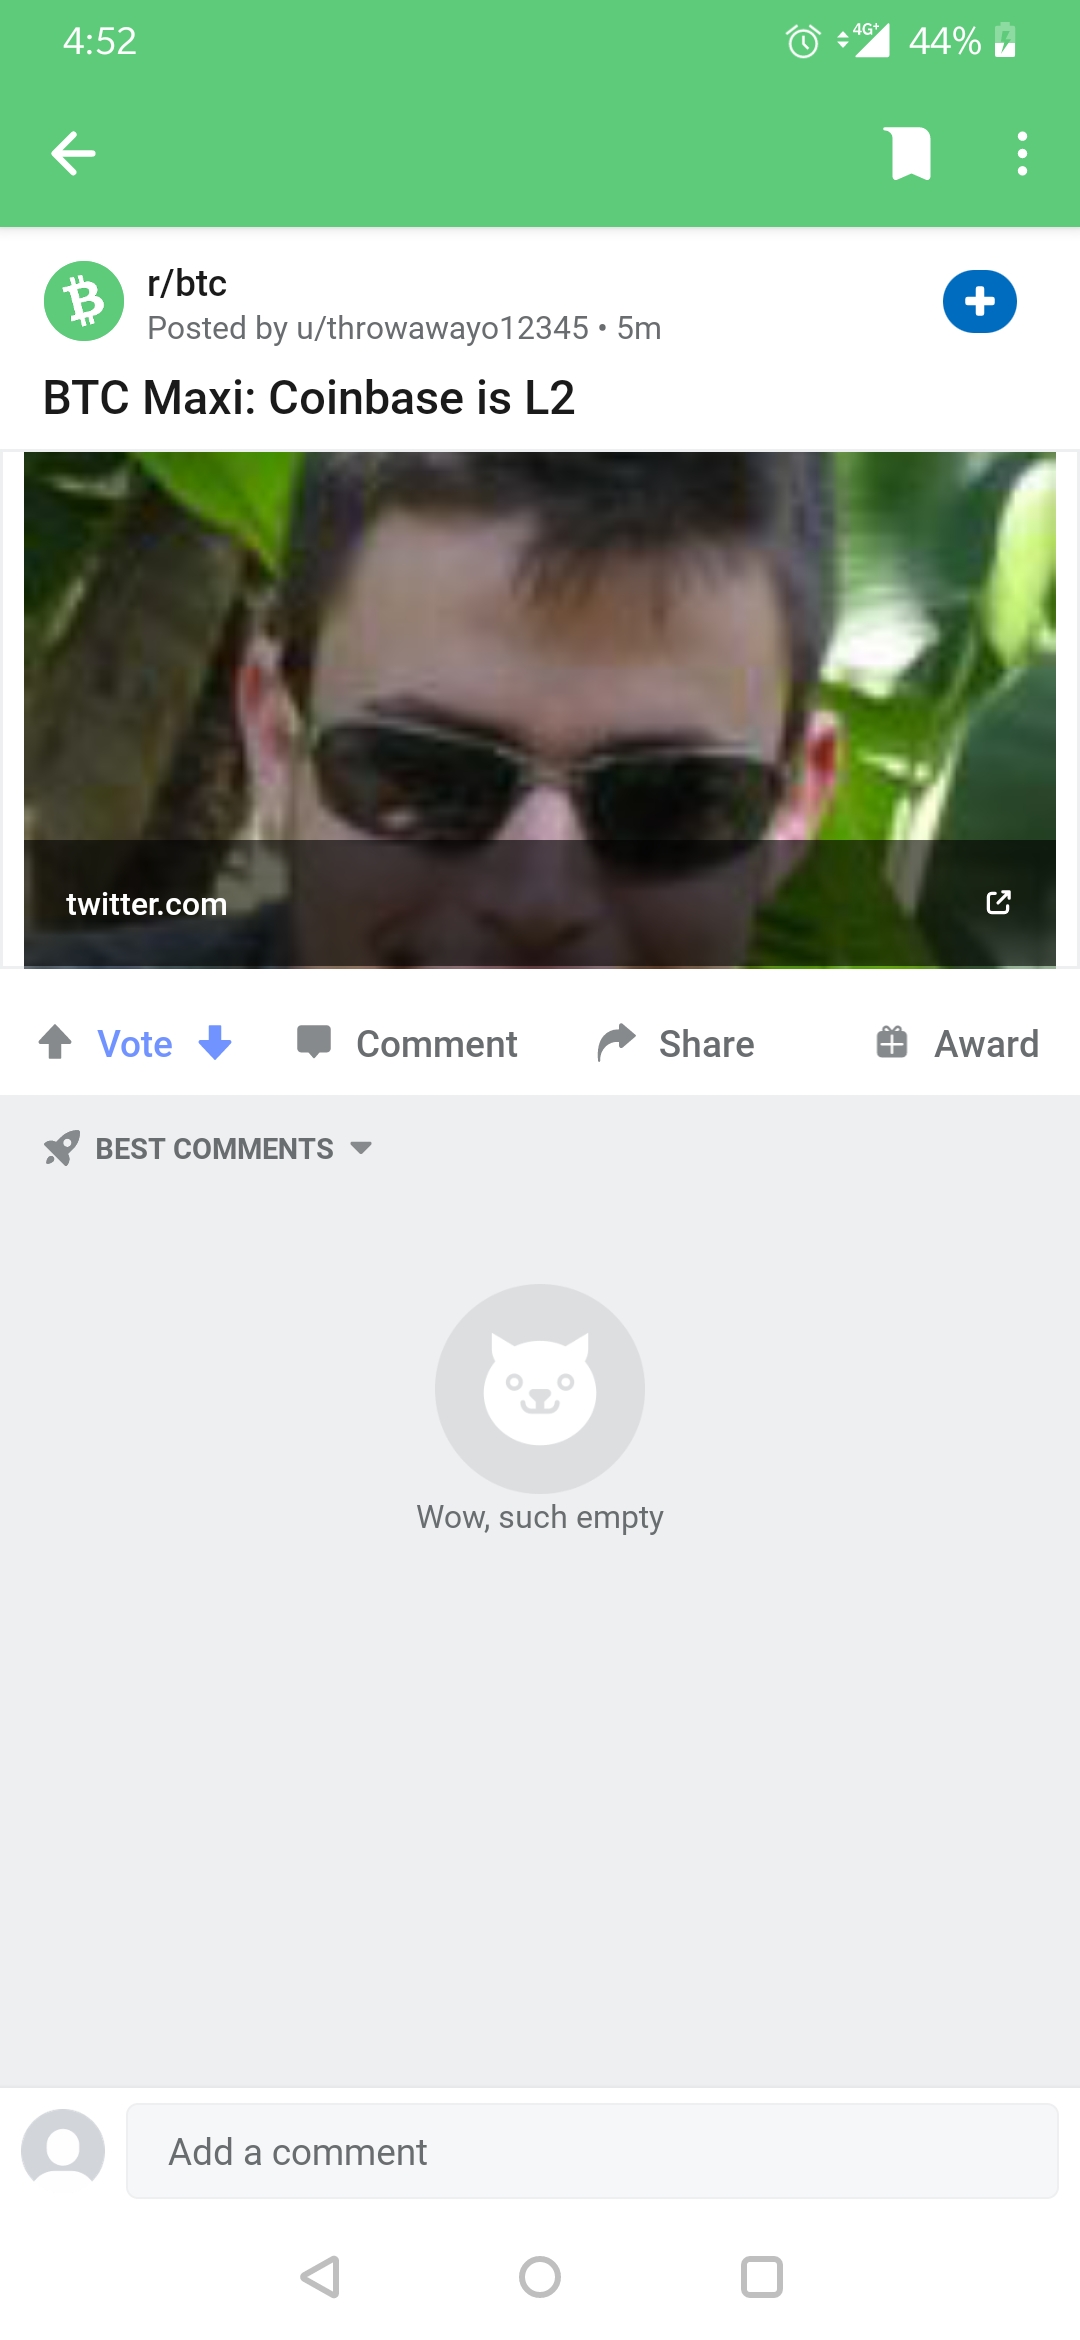 4:52
4G+ 44%
r/btc
Posted by u/throwawayo12345 • 5m
BTC Maxi: Coinbase is L2
twitter.com
Vote Comment Share Award
BEST COMMENTS
Wow, such empty
Add a comment